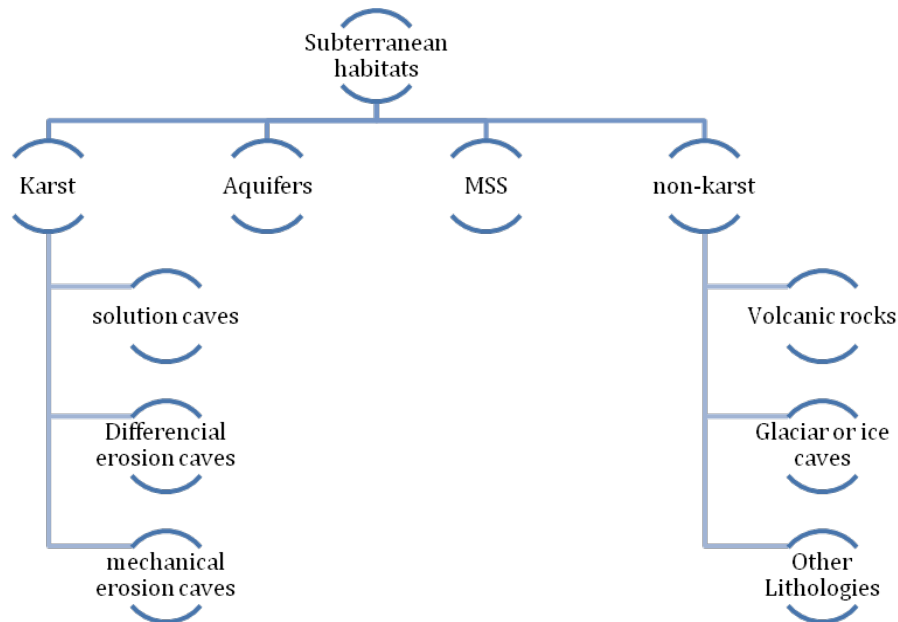 Subterranean
habitats
Karst
Aquifers
MSS
non-karst
solution caves
Volcanic rocks
Differencial
erosion caves
Glaciar or ice
caves
mechanical
erosion caves
Other
Lithologies